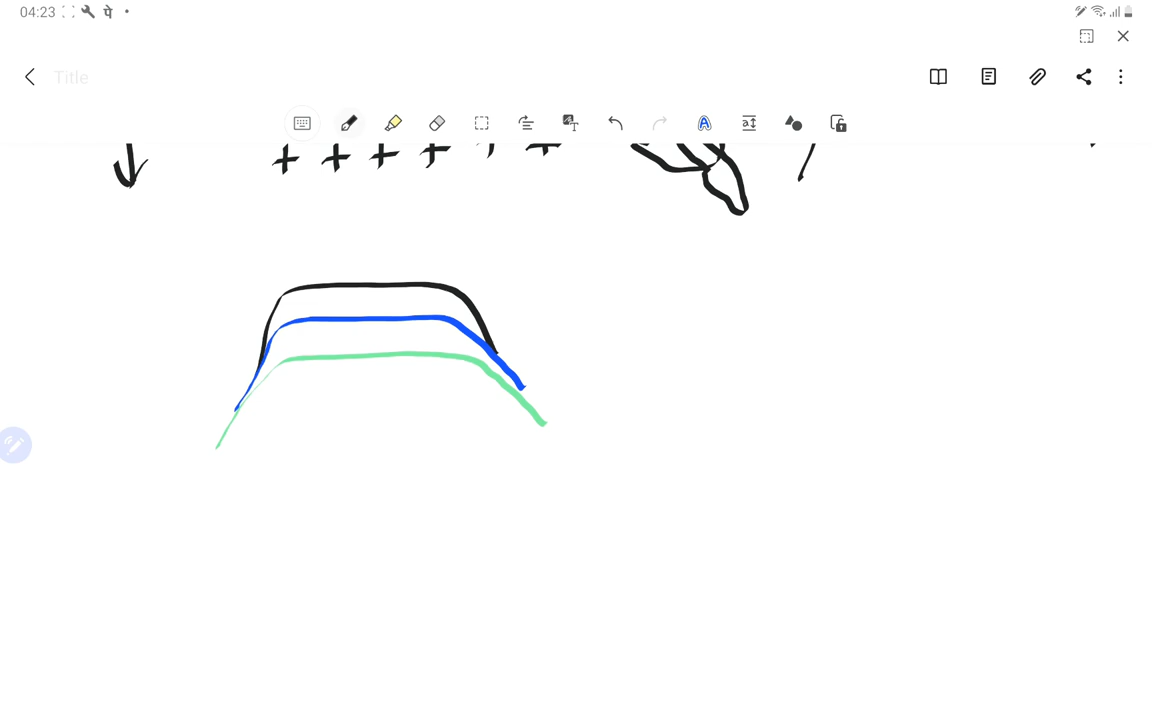 04:23 पे
Title
A a
+ + + +